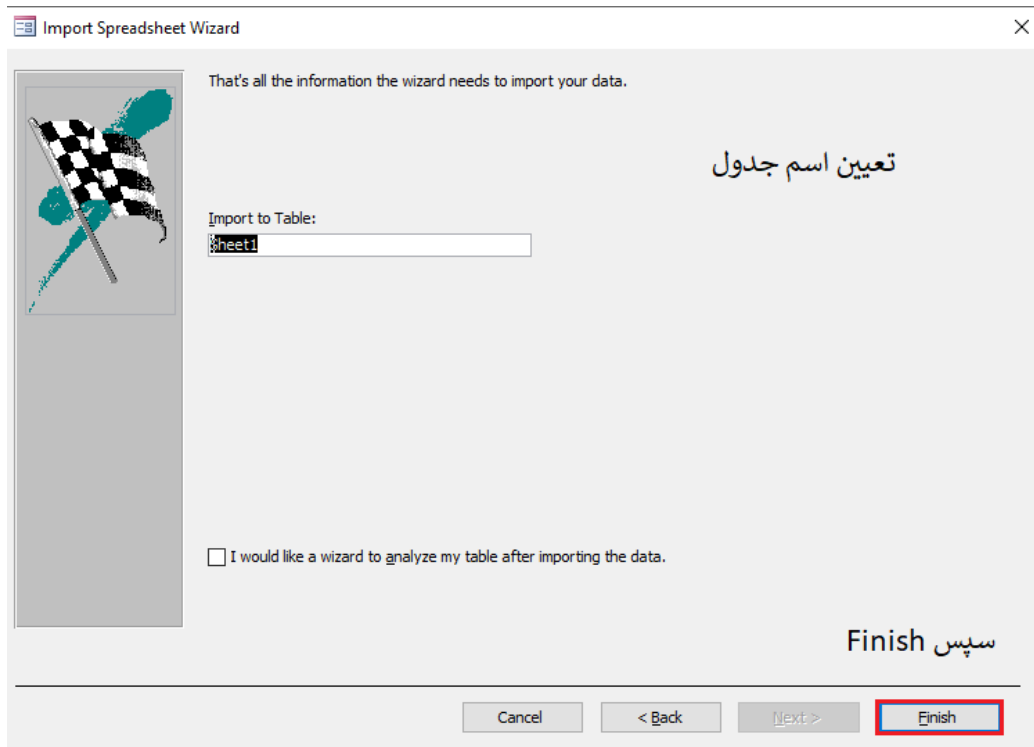 Import Spreadsheet Wizard
That's all the information the wizard needs to import your data.
تعیین اسم جدول
Import to Table:
Sheet1
I would like a wizard to analyze my table after importing the data.
سپس Finish
Cancel
< Back
Next >
Finish